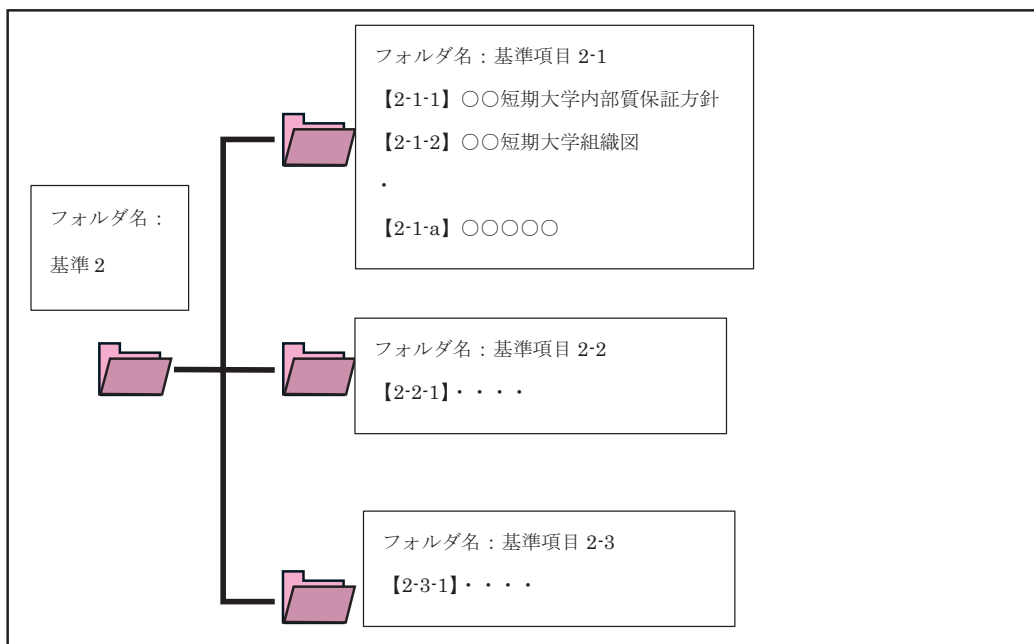 フォルダ名：基準項目 2-1
【2-1-1】○○短期大学内部質保証方針
【2-1-2】○○短期大学組織図
・
【2-1-a】○○○○○
フォルダ名：
基準 2
フォルダ名：基準項目 2-2
【2-2-1】・・・・
フォルダ名：基準項目 2-3
【2-3-1】・・・・